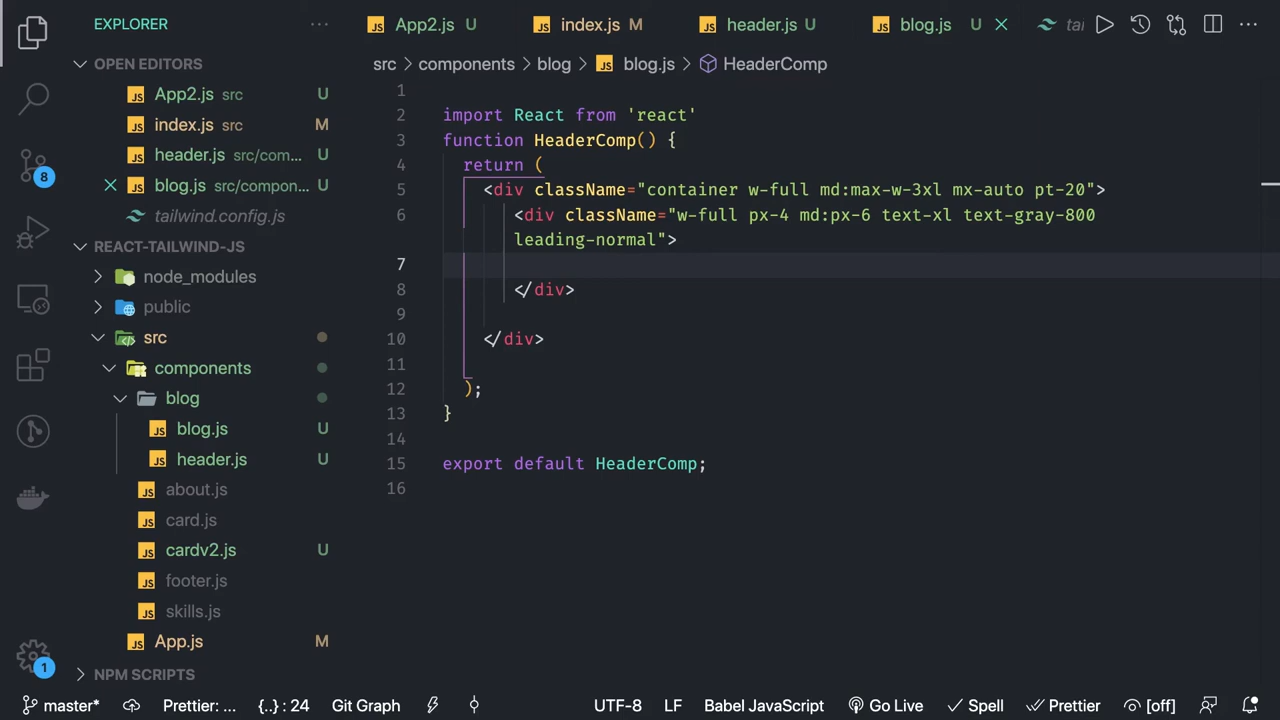 EXPLORER
OPEN EDITORS
App2.js src U
index.js src M
header.js src/com... U
blog.js src/compon... U
tailwind.config.js
REACT-TAILWIND-JS
node_modules
public
src
components
blog
blog.js U
header.js U
about.js
card.js
cardv2.js U
footer.js
skills.js
App.js M
NPM SCRIPTS
8
1
App2.js U index.js M header.js U blog.js U tai
src > components > blog > blog.js > HeaderComp
1
2 import React from 'react'
3 function HeaderComp() {
4 return (
5 <div className="container w-full md:max-w-3xl mx-auto pt-20">
6 <div className="w-full px-4 md:px-6 text-xl text-gray-800
leading-normal">
7
8 </div>
9
10 </div>
11
12 );
13 }
14
15 export default HeaderComp;
16
master* Prettier: ... {..} : 24 Git Graph UTF-8 LF Babel JavaScript Go Live Spell Prettier [off]